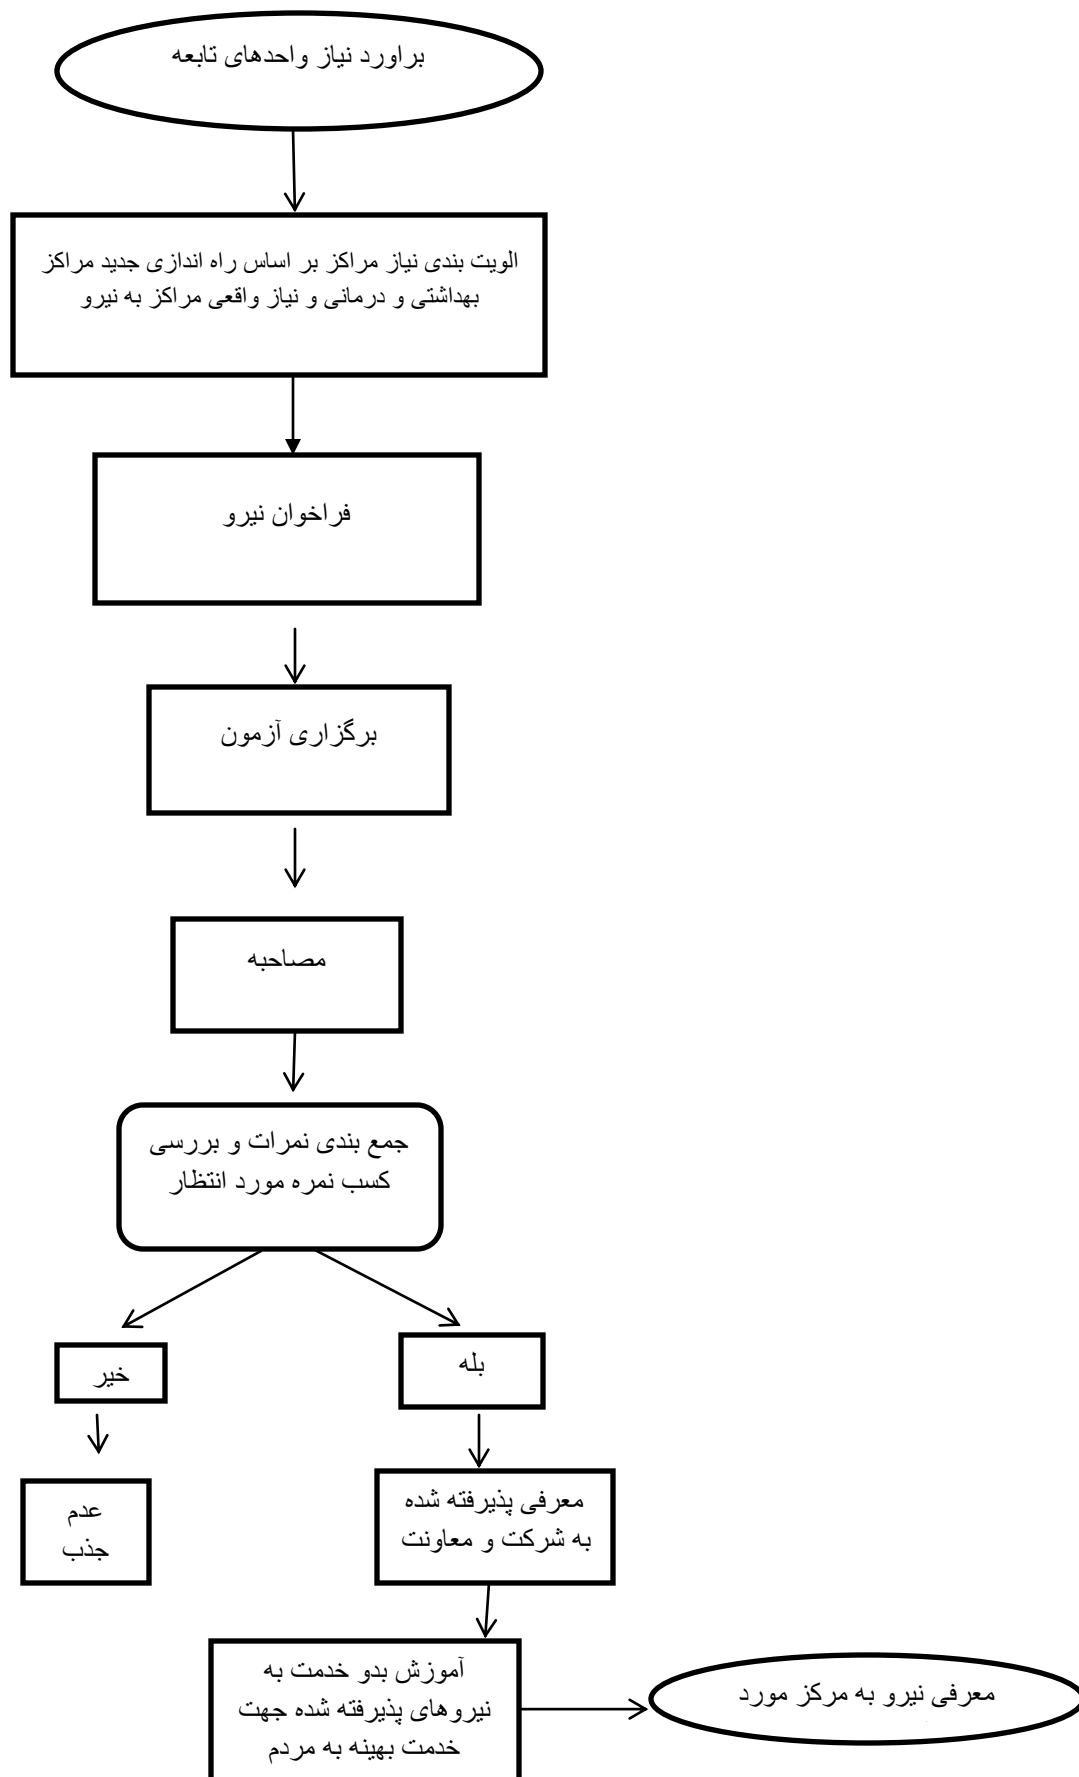 براورد نیاز واحدهای تابعه
الویت بندی نیاز مراکز بر اساس راه اندازی جدید مراکز
بهداشتی و درمانی و نیاز واقعی مراکز به نیرو
فراخوان نیرو
برگزاری آزمون
مصاحبه
جمع بندی نمرات و بررسی
کسب نمره مورد انتظار
خیر
بله
عدم
جذب
معرفی پذیرفته شده
به شرکت و معاونت
آموزش بدو خدمت به
نیروهای پذیرفته شده جهت
خدمت بهینه به مردم
معرفی نیرو به مرکز مورد